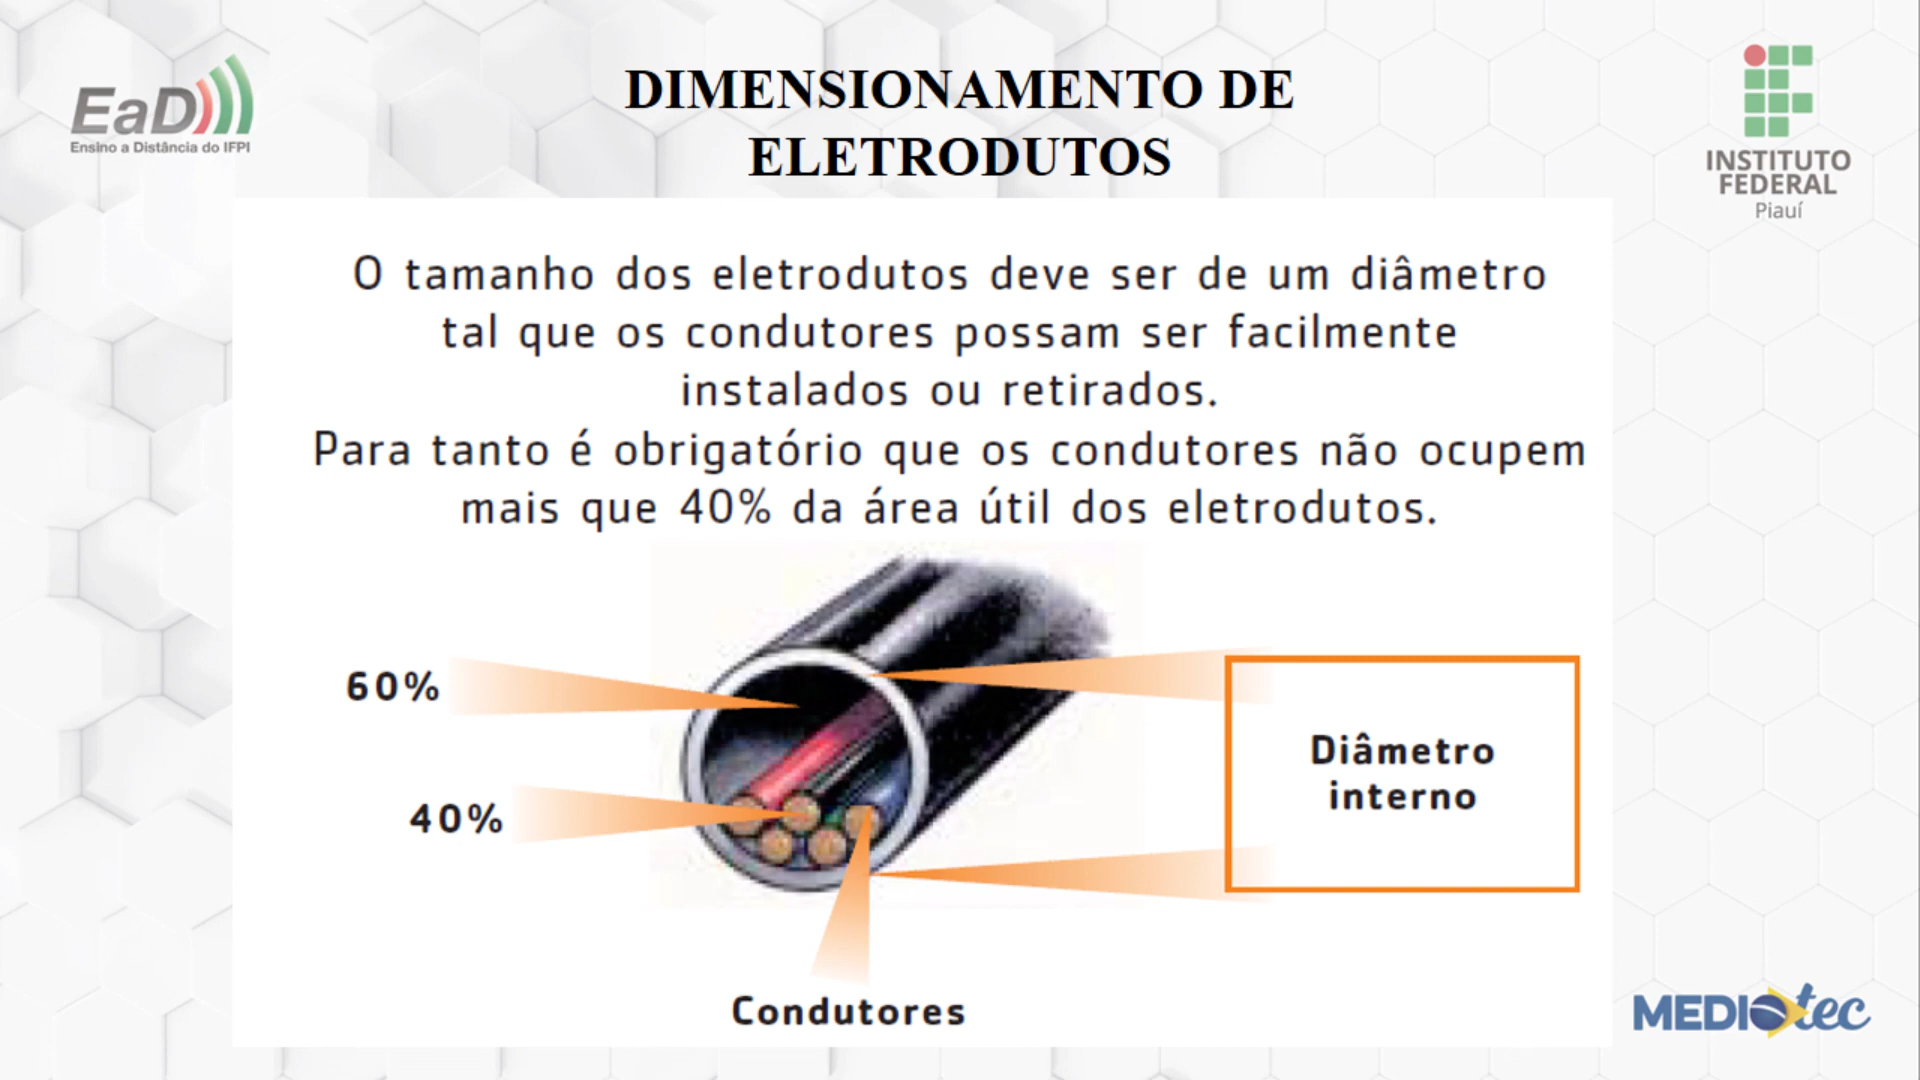 EaD
Ensino a Distância do IFPI
DIMENSIONAMENTO DE
ELETRODUTOS
INSTITUTO
FEDERAL
Piauí
O tamanho dos eletrodutos deve ser de um diâmetro
tal que os condutores possam ser facilmente
instalados ou retirados.
Para tanto é obrigatório que os condutores não ocupem
mais que 40% da área útil dos eletrodutos.
60%
40%
Diâmetro
interno
Condutores
MEDIOtec